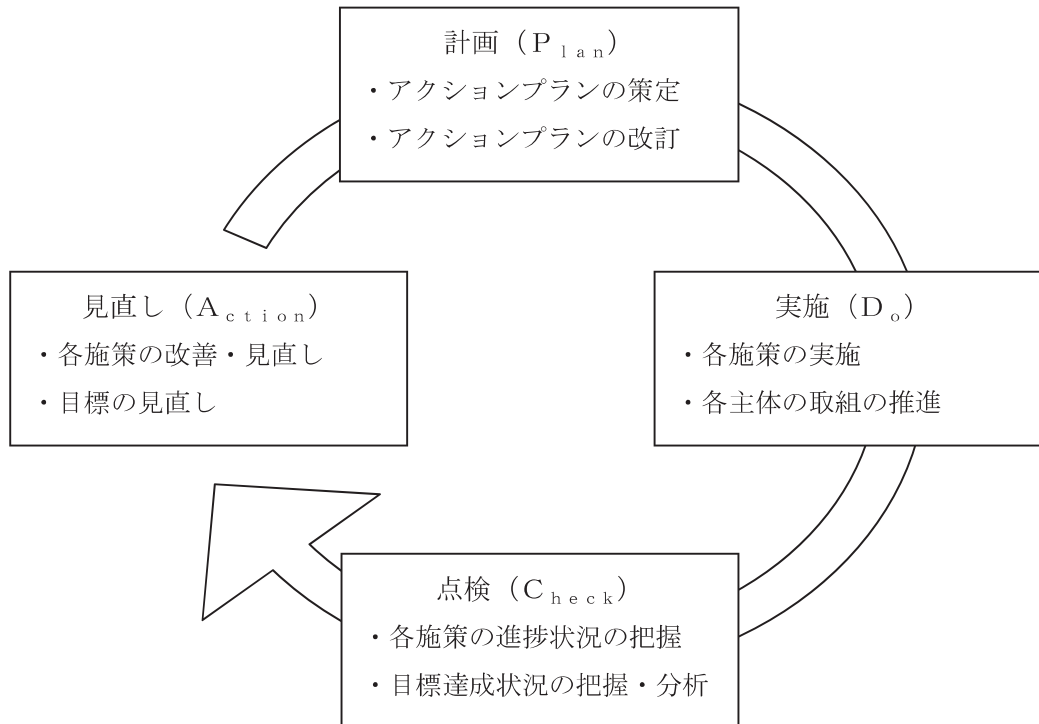 計画（Ｐｌａｎ）
・アクションプランの策定
・アクションプランの改訂
見直し（Ａｃｔｉｏｎ）
・各施策の改善・見直し
・目標の見直し
実施（Ｄｏ）
・各施策の実施
・各主体の取組の推進
点検（Ｃｈｅｃｋ）
・各施策の進捗状況の把握
・目標達成状況の把握・分析